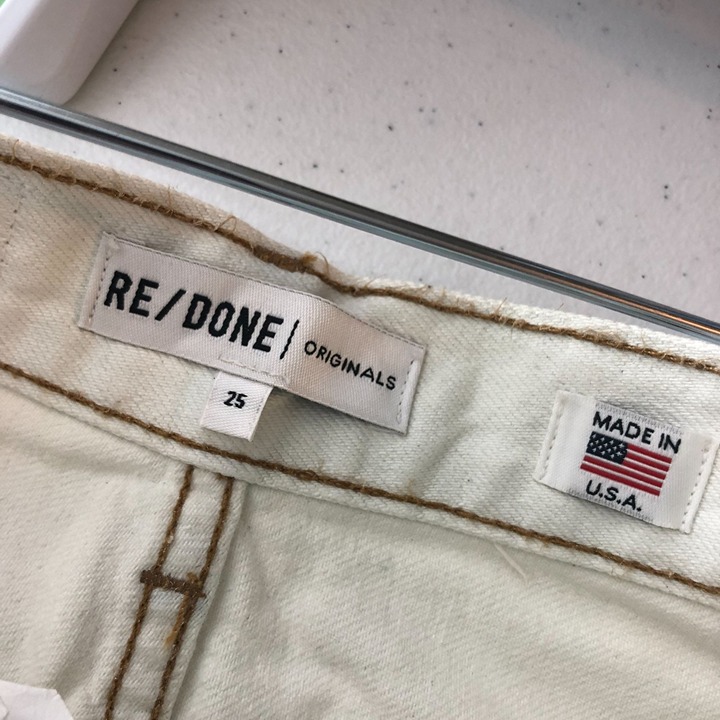 RE/DONE| ORIGINALS
25
MADE IN
U.S.A.